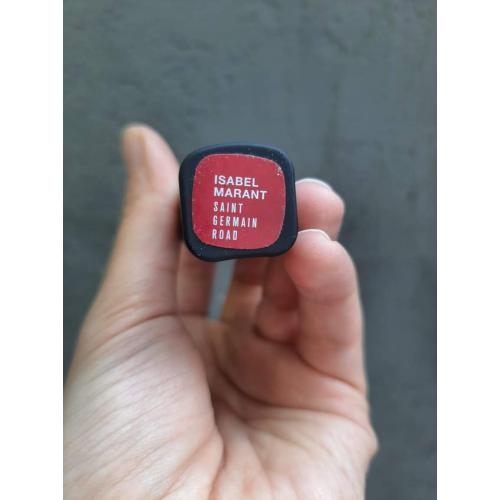 ISABEL
MARANT
SAINT
GERMAIN
ROAD